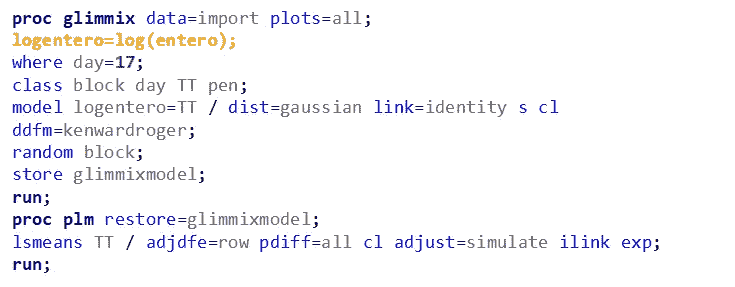 proc glimmix data=import plots=all;
logentero=log(entero);
where day=17;
class block day TT pen;
model logentero=TT / dist=gaussian link=identity s cl
ddfm=kenwardroger;
random block;
store glimmixmodel;
run;
proc plm restore=glimmixmodel;
lsmeans TT / adjdfe=row pdiff=all cl adjust=simulate ilink exp;
run;